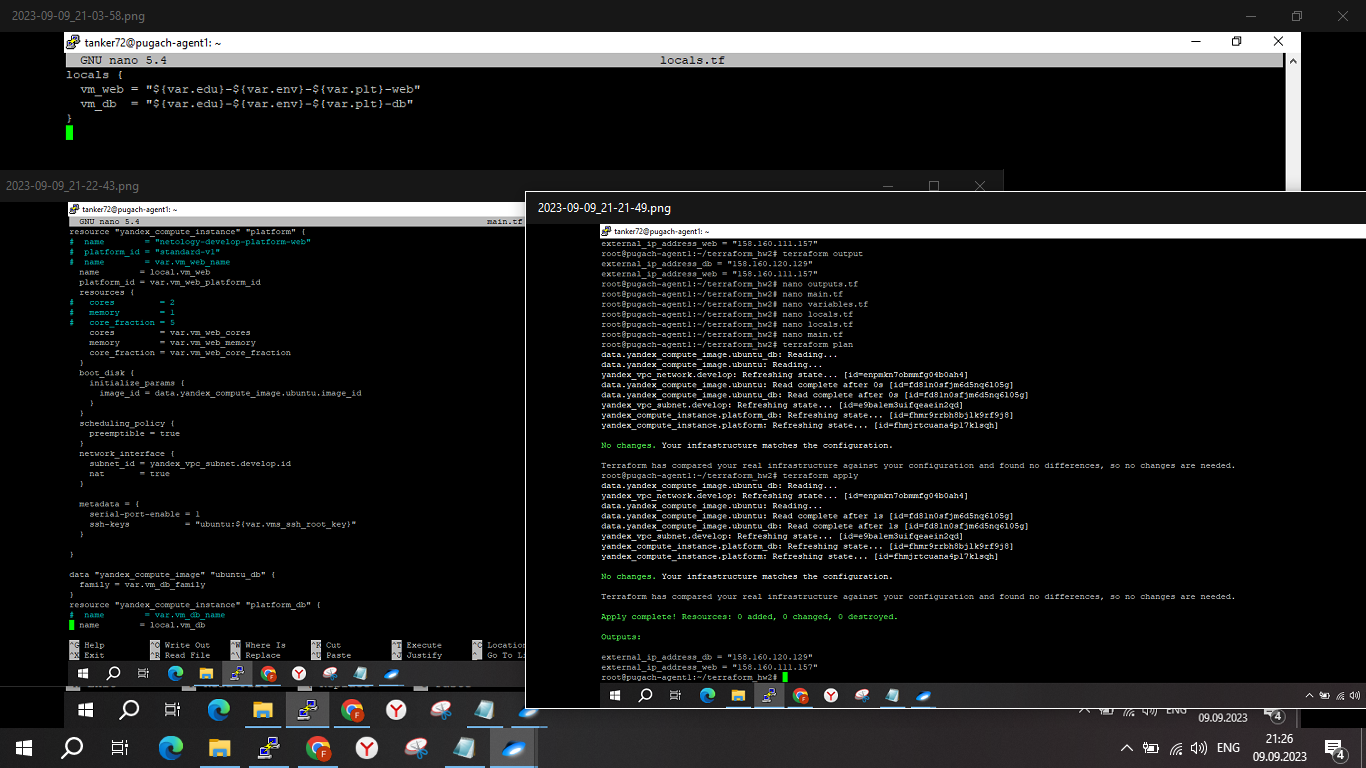 2023-09-09_21-03-58.png
tanker72@pugach-agent1: ~
GNU nano 5.4 locals.tf
locals {
vm_web = "${var.edu}-${var.env}-${var.plt}-web"
vm_db = "${var.edu}-${var.env}-${var.plt}-db"
}
2023-09-09_21-22-43.png
tanker72@pugach-agent1: ~
GNU nano 5.4 main.tf
resource "yandex_compute_instance" "platform" {
# name = "netology-develop-platform-web"
# platform_id = "standard-v1"
# name = var.vm_web_name
name = local.vm_web
platform_id = var.vm_web_platform_id
resources {
# cores = 2
# memory = 1
# core_fraction = 5
cores = var.vm_web_cores
memory = var.vm_web_memory
core_fraction = var.vm_web_core_fraction
}
boot_disk {
initialize_params {
image_id = data.yandex_compute_image.ubuntu.image_id
}
}
scheduling_policy {
preemptible = true
}
network_interface {
subnet_id = yandex_vpc_subnet.develop.id
nat = true
}
metadata = {
serial-port-enable = 1
ssh-keys = "ubuntu:${var.vms_ssh_root_key}"
}
}
data "yandex_compute_image" "ubuntu_db" {
family = var.vm_db_family
}
resource "yandex_compute_instance" "platform_db" {
# name = var.vm_db_name
name = local.vm_db
^G Help ^O Write Out ^W Where Is ^K Cut ^T Execute ^C Location
^X Exit ^R Read File ^\ Replace ^U Paste ^J Justify ^_ Go To Li
2023-09-09_21-21-49.png
tanker72@pugach-agent1: ~
external_ip_address_web = "158.160.111.157"
root@pugach-agent1:~/terraform_hw2# terraform output
external_ip_address_db = "158.160.120.129"
external_ip_address_web = "158.160.111.157"
root@pugach-agent1:~/terraform_hw2# nano outputs.tf
root@pugach-agent1:~/terraform_hw2# nano main.tf
root@pugach-agent1:~/terraform_hw2# nano variables.tf
root@pugach-agent1:~/terraform_hw2# nano locals.tf
root@pugach-agent1:~/terraform_hw2# nano locals.tf
root@pugach-agent1:~/terraform_hw2# nano main.tf
root@pugach-agent1:~/terraform_hw2# terraform plan
data.yandex_compute_image.ubuntu_db: Reading...
data.yandex_compute_image.ubuntu: Reading...
yandex_vpc_network.develop: Refreshing state... [id=enpmkn7obmmfg04b0ah4]
data.yandex_compute_image.ubuntu: Read complete after 0s [id=fd8ln0sfjm6d5nq6l05g]
data.yandex_compute_image.ubuntu_db: Read complete after 0s [id=fd8ln0sfjm6d5nq6l05g]
yandex_vpc_subnet.develop: Refreshing state... [id=e9balem3uifqeaein2qd]
yandex_compute_instance.platform_db: Refreshing state... [id=fhmr9rrbh8bjlk9rf9j8]
yandex_compute_instance.platform: Refreshing state... [id=fhmjrtcuana4pl7klsqh]
No changes. Your infrastructure matches the configuration.
Terraform has compared your real infrastructure against your configuration and found no differences, so no changes are needed.
root@pugach-agent1:~/terraform_hw2# terraform apply
data.yandex_compute_image.ubuntu_db: Reading...
yandex_vpc_network.develop: Refreshing state... [id=enpmkn7obmmfg04b0ah4]
data.yandex_compute_image.ubuntu: Reading...
data.yandex_compute_image.ubuntu: Read complete after 1s [id=fd8ln0sfjm6d5nq6l05g]
data.yandex_compute_image.ubuntu_db: Read complete after 1s [id=fd8ln0sfjm6d5nq6l05g]
yandex_vpc_subnet.develop: Refreshing state... [id=e9balem3uifqeaein2qd]
yandex_compute_instance.platform_db: Refreshing state... [id=fhmr9rrbh8bjlk9rf9j8]
yandex_compute_instance.platform: Refreshing state... [id=fhmjrtcuana4pl7klsqh]
No changes. Your infrastructure matches the configuration.
Terraform has compared your real infrastructure against your configuration and found no differences, so no changes are needed.
Apply complete! Resources: 0 added, 0 changed, 0 destroyed.
Outputs:
external_ip_address_db = "158.160.120.129"
external_ip_address_web = "158.160.111.157"
root@pugach-agent1:~/terraform_hw2#
ENG
09.09.2023
4
ENG
21:26
09.09.2023
4